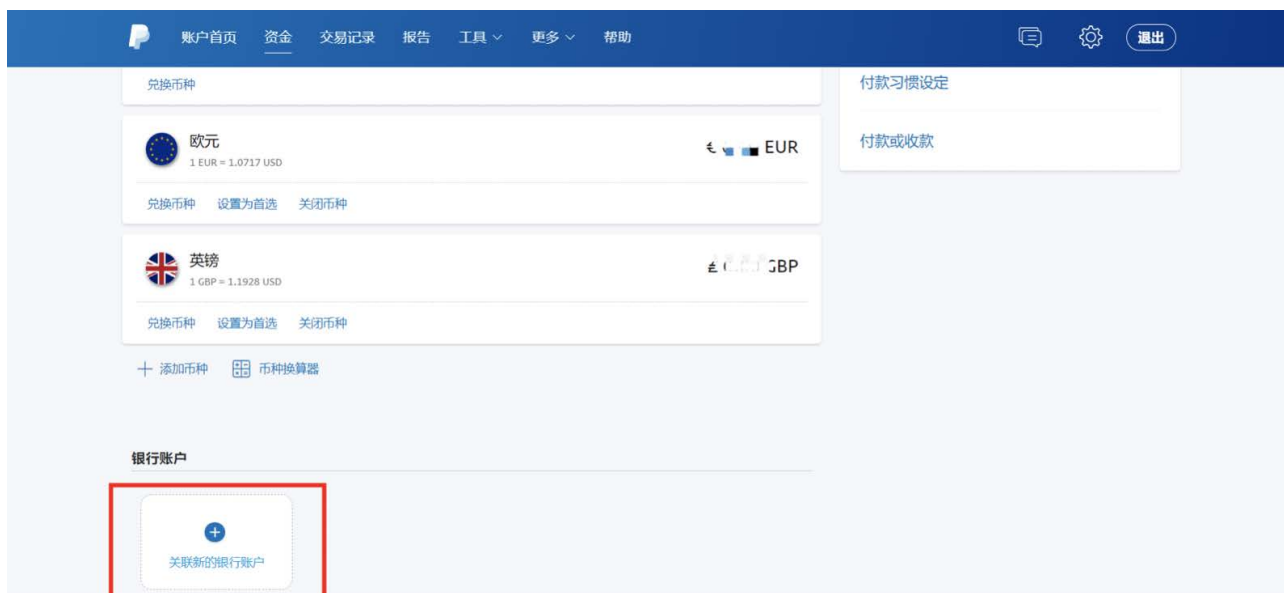 账户首页 资金 交易记录 报告 工具 更多 帮助 退出
兑换币种
付款习惯设定
欧元
1 EUR = 1.0717 USD
€ EUR
付款或收款
兑换币种 设置为首选 关闭币种
英镑
1 GBP = 1.1928 USD
£ GBP
兑换币种 设置为首选 关闭币种
添加币种 币种换算器
银行账户
关联新的银行账户